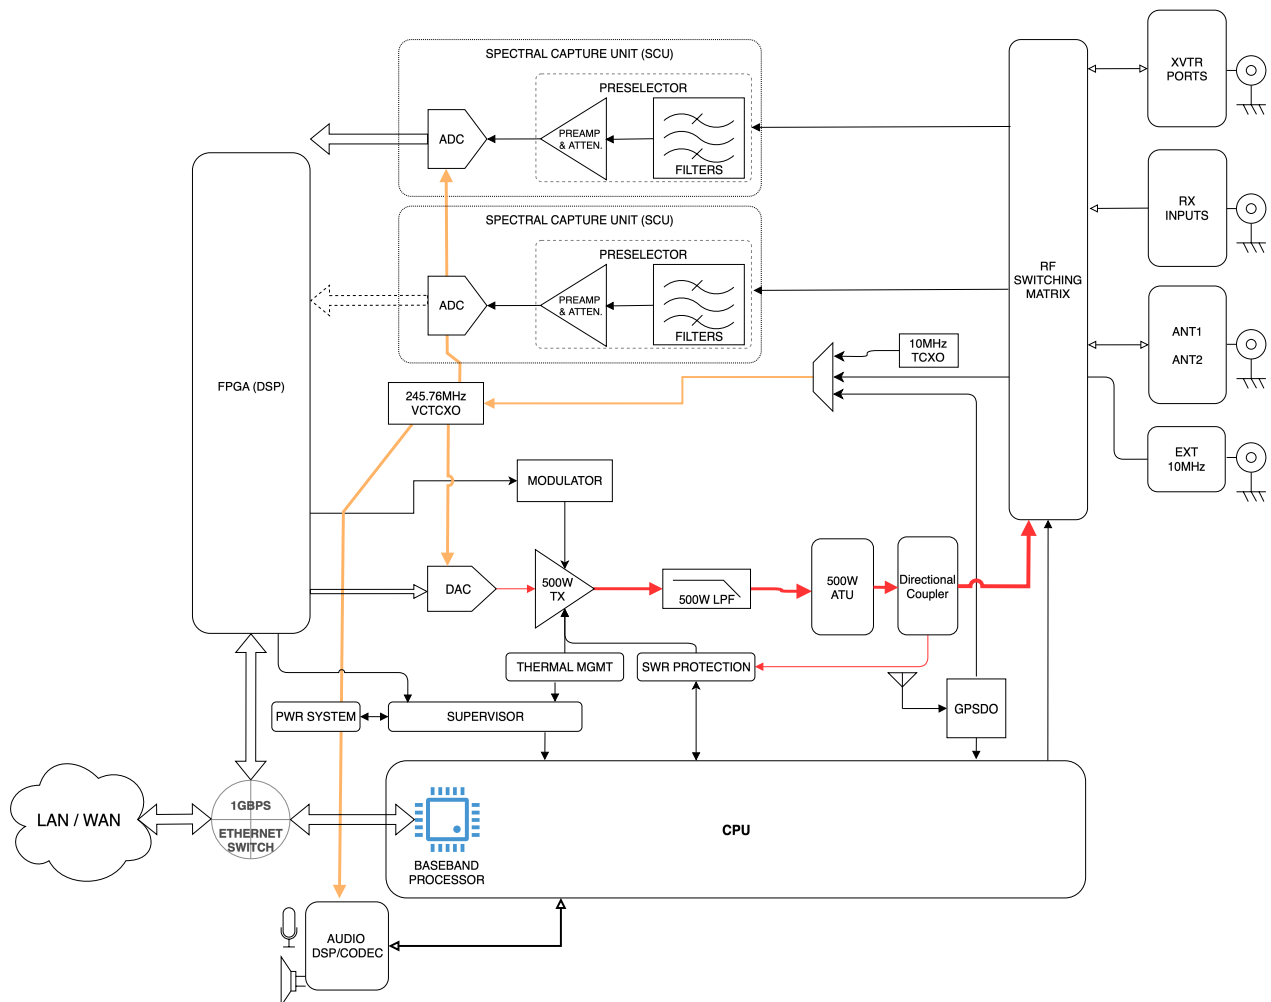 SPECTRAL CAPTURE UNIT (SCU)
PRESELECTOR
ADC
PREAMP
& ATTEN.
FILTERS
XVTR
PORTS
SPECTRAL CAPTURE UNIT (SCU)
PRESELECTOR
ADC
PREAMP
& ATTEN.
FILTERS
RX
INPUTS
RF
SWITCHING
MATRIX
ANT1
ANT2
10MHz
TCXO
FPGA (DSP)
245.76MHz
VCTCXO
EXT
10MHz
MODULATOR
DAC
500W
TX
500W LPF
500W
ATU
Directional
Coupler
THERMAL MGMT
SWR PROTECTION
PWR SYSTEM
SUPERVISOR
GPSDO
LAN / WAN
1GBPS
ETHERNET
SWITCH
BASEBAND
PROCESSOR
CPU
AUDIO
DSP/CODEC